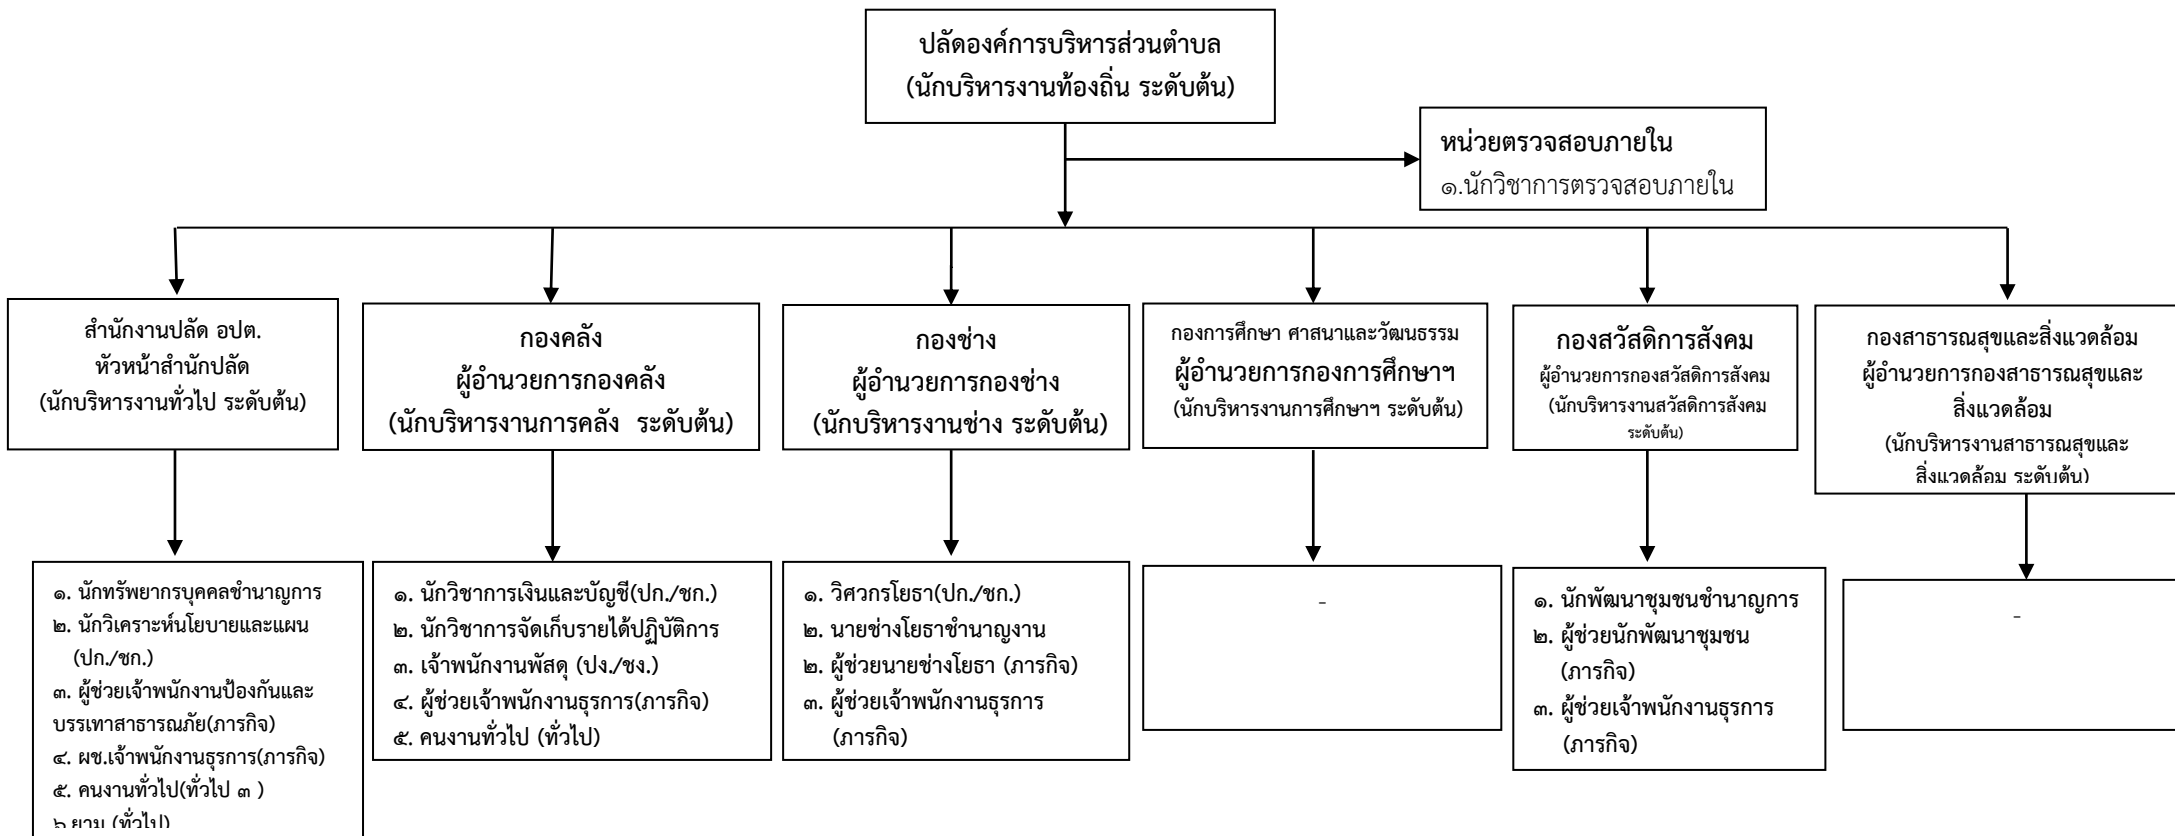 ปลัดองค์การบริหารส่วนตำบล
(นักบริหารงานท้องถิ่น ระดับต้น)
หน่วยตรวจสอบภายใน
๑.นักวิชาการตรวจสอบภายใน
สำนักงานปลัด อปต.
หัวหน้าสำนักปลัด
(นักบริหารงานทั่วไป ระดับต้น)
กองคลัง
ผู้อำนวยการกองคลัง
(นักบริหารงานการคลัง ระดับต้น)
กองช่าง
ผู้อำนวยการกองช่าง
(นักบริหารงานช่าง ระดับต้น)
กองการศึกษา ศาสนาและวัฒนธรรม
ผู้อำนวยการกองการศึกษาฯ
(นักบริหารงานการศึกษาฯ ระดับต้น)
กองสวัสดิการสังคม
ผู้อำนวยการกองสวัสดิการสังคม
(นักบริหารงานสวัสดิการสังคม
ระดับต้น)
กองสาธารณสุขและสิ่งแวดล้อม
ผู้อำนวยการกองสาธารณสุขและ
สิ่งแวดล้อม
(นักบริหารงานสาธารณสุขและ
สิ่งแวดล้อม ระดับต้น)
๑. นักทรัพยากรบุคคลชำนาญการ
๒. นักวิเคราะห์นโยบายและแผน
(ปก./ชก.)
๓. ผู้ช่วยเจ้าพนักงานป้องกันและ
บรรเทาสาธารณภัย(ภารกิจ)
๔. ผช.เจ้าพนักงานธุรการ(ภารกิจ)
๕. คนงานทั่วไป(ทั่วไป ๓ )
๖.ยาม (ทั่วไป)
๑. นักวิชาการเงินและบัญชี(ปก./ชก.)
๒. นักวิชาการจัดเก็บรายได้ปฏิบัติการ
๓. เจ้าพนักงานพัสดุ (ปง./ชง.)
๔. ผู้ช่วยเจ้าพนักงานธุรการ(ภารกิจ)
๕. คนงานทั่วไป (ทั่วไป)
๑. วิศวกรโยธา(ปก./ชก.)
๒. นายช่างโยธาชำนาญงาน
๒. ผู้ช่วยนายช่างโยธา (ภารกิจ)
๓. ผู้ช่วยเจ้าพนักงานธุรการ
(ภารกิจ)
-
๑. นักพัฒนาชุมชนชำนาญการ
๒. ผู้ช่วยนักพัฒนาชุมชน
(ภารกิจ)
๓. ผู้ช่วยเจ้าพนักงานธุรการ
(ภารกิจ)
-